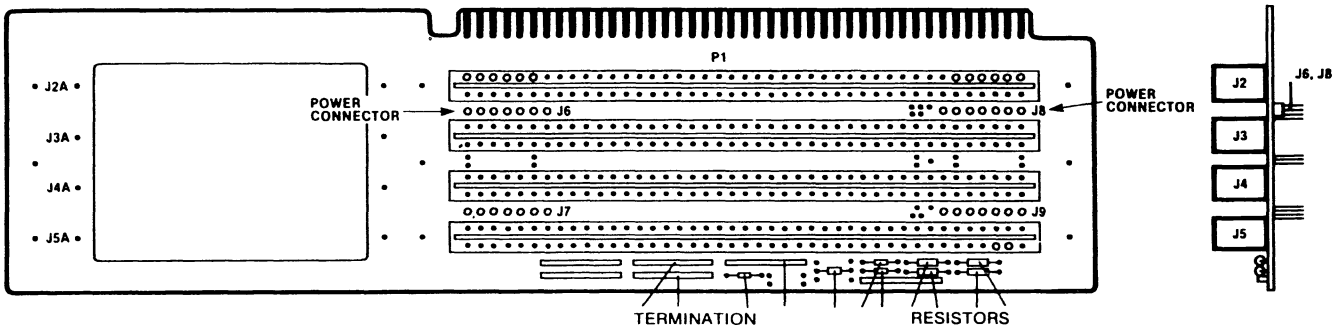 P1
J2A
J2
J6, J8
POWER
CONNECTOR
J6
J8
POWER
CONNECTOR
J3A
J3
J4A
J4
J7
J9
J5A
J5
TERMINATION RESISTORS